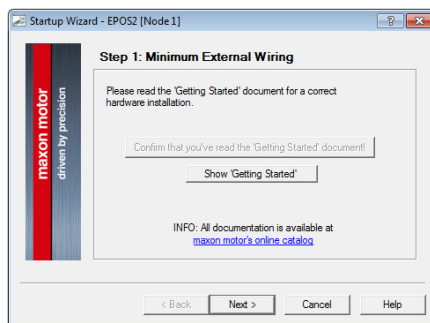 Startup Wizard - EPOS2 [Node 1]
Step 1: Minimum External Wiring
maxon motor
driven by precision
Please read the 'Getting Started' document for a correct
hardware installation.
Confirm that you've read the 'Getting Started' document!
Show 'Getting Started'
INFO: All documentation is available at
maxon motor's online catalog
< Back
Next >
Cancel
Help